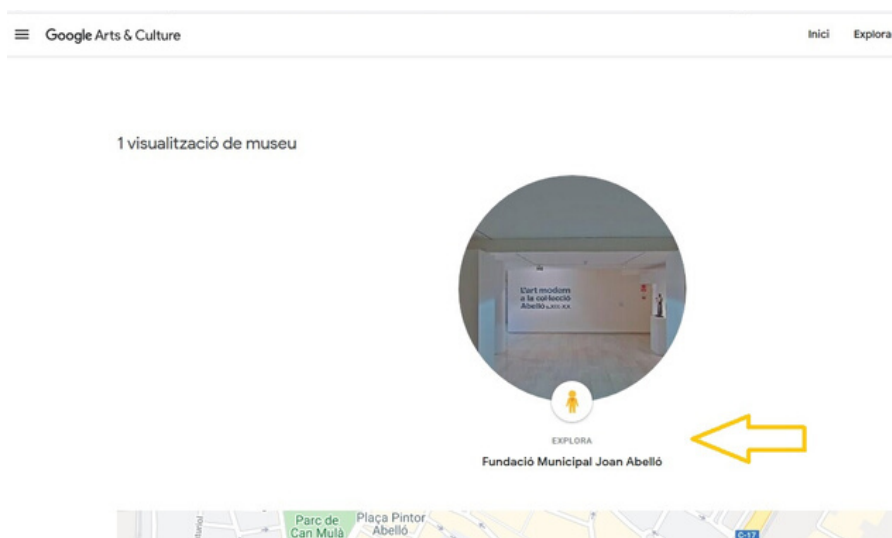 Google Arts & Culture
Inici Explora
1 visualització de museu
L'art modern
a la col·lecció
Abelló
EXPLORA
Fundació Municipal Joan Abelló
Parc de
Can Mulà
Plaça Pintor
Abelló
C-17